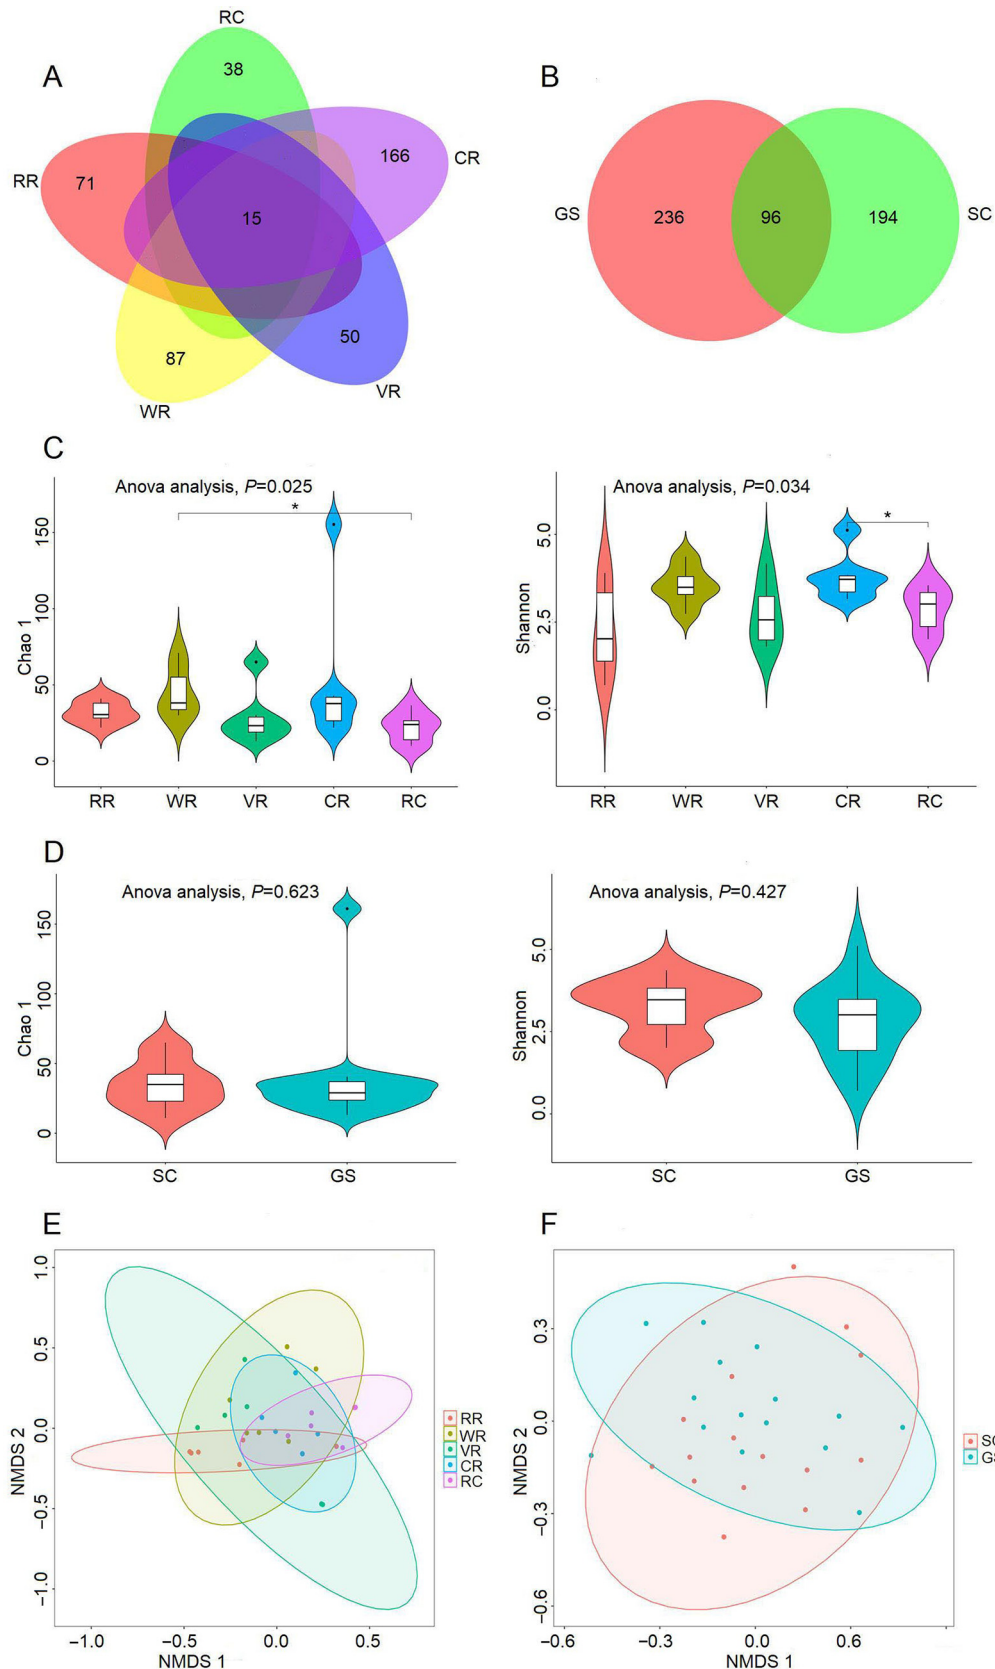 A
RC
38
RR
71
CR
166
15
87
WR
50
VR
B
GS
236
96
194
SC
C
Anova analysis, P=0.025
*
Chao 1
150
100
50
0
RR WR VR CR RC
Anova analysis, P=0.034
*
Shannon
5.0
2.5
0.0
RR WR VR CR RC
D
Anova analysis, P=0.623
Chao 1
150
100
50
0
SC GS
Anova analysis, P=0.427
Shannon
5.0
2.5
0.0
SC GS
E
NMDS 2
1.0
0.5
0.0
−0.5
−1.0
−1.0 −0.5 0.0 0.5
NMDS 1
RR
WR
VR
CR
RC
F
NMDS 2
0.3
0.0
−0.3
−0.6
−0.6 −0.3 0.0 0.6
NMDS 1
SC
GS